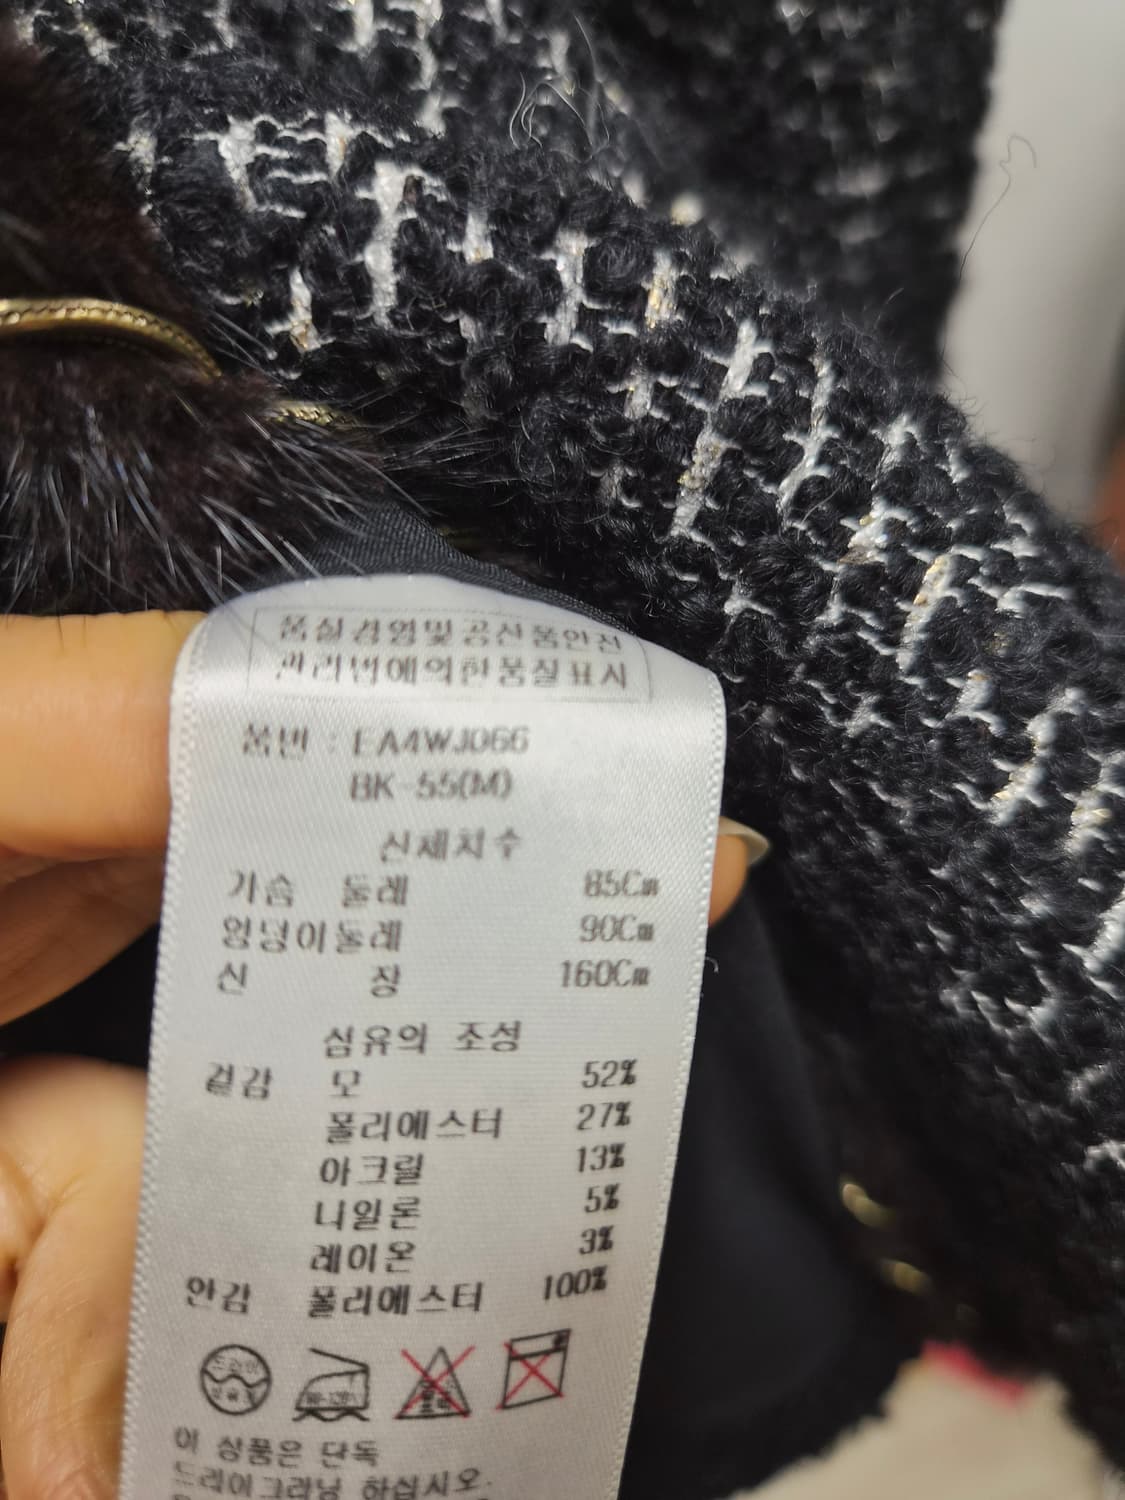 품질경영및공산품안전
관리법에의한품질표시
품번 : EA4WJ066
BK-55(M)
신체치수
가슴 둘레 85Cm
엉덩이둘레 90Cm
신 장 160Cm
섬유의 조성
겉감 모 52%
폴리에스터 27%
아크릴 13%
니일론 5%
레이온 3%
안감 폴리에스터 100%
드라이
이 상품은 단독
드라이크리닝 하십시오.